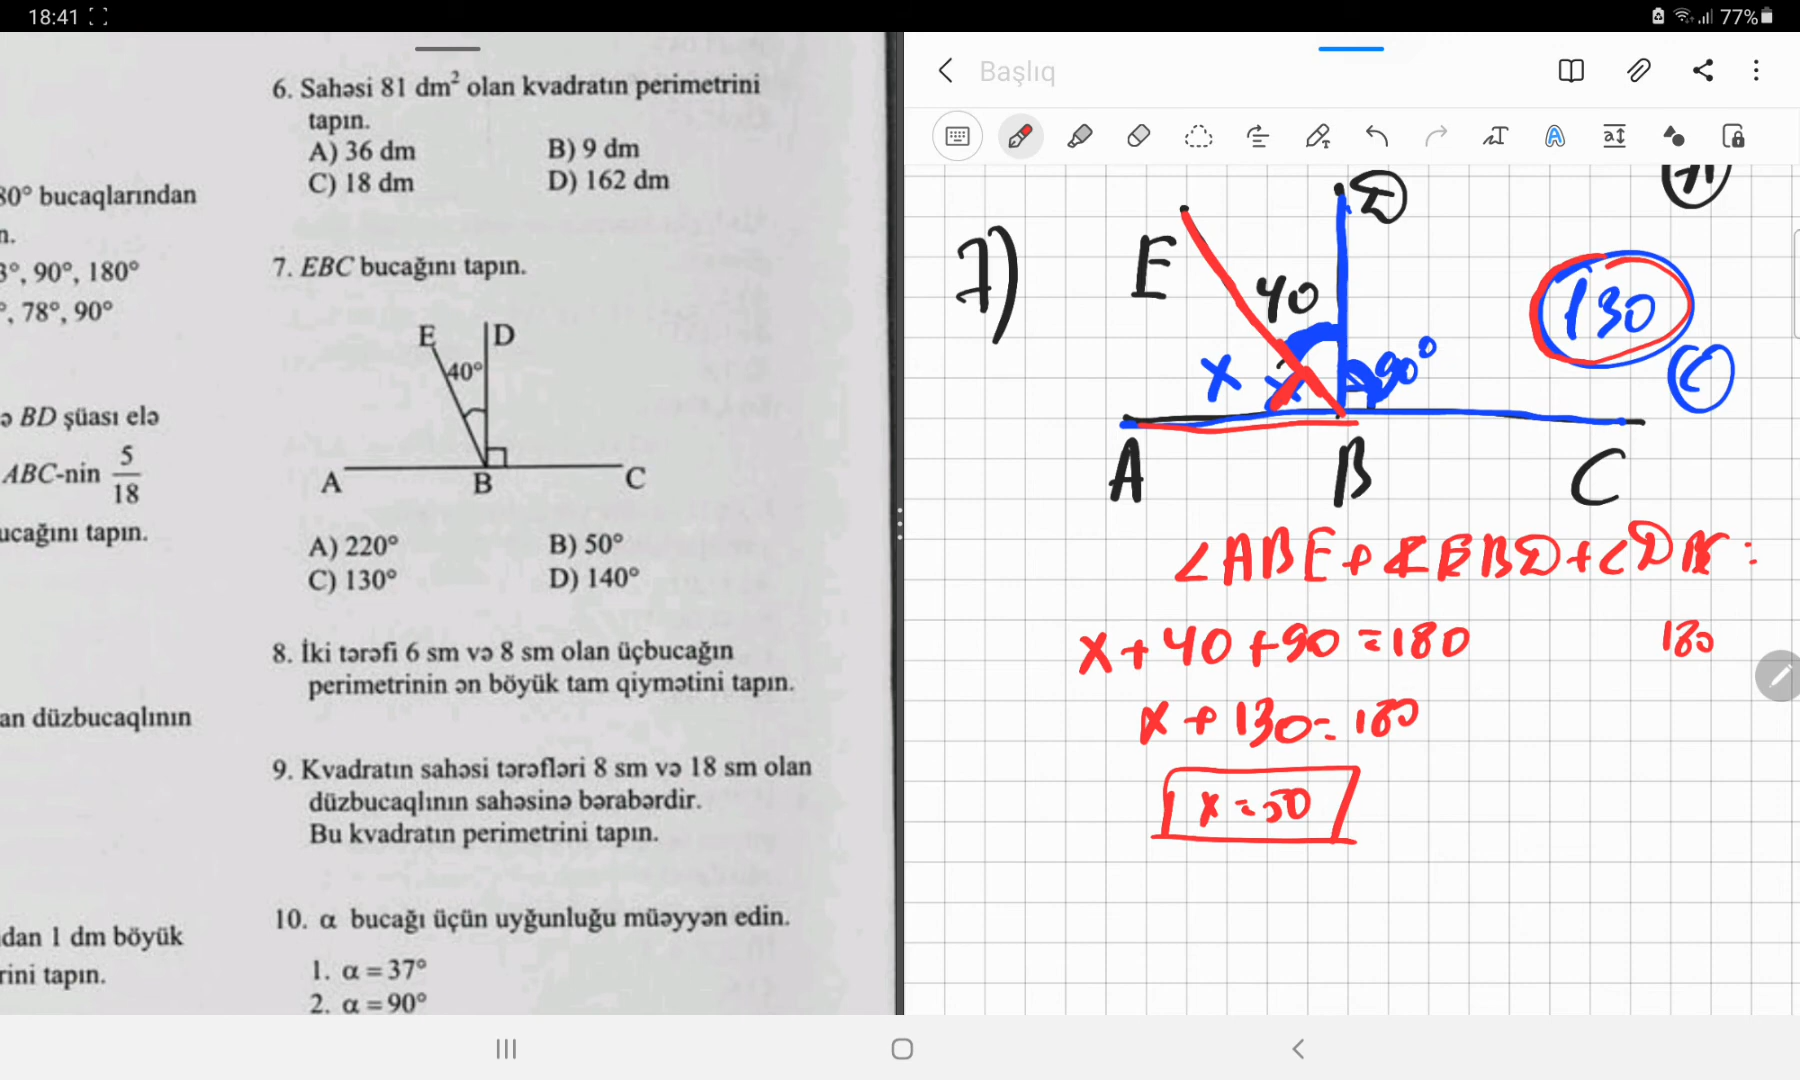 18:41
77%
80° bucaqlarından
n.
3°, 90°, 180°
°, 78°, 90°
ə BD şüası elə
ABC-nin 5/18
ucağını tapın.
an düzbucaqlının
dan 1 dm böyük
rini tapın.
6. Sahəsi 81 dm² olan kvadratın perimetrini
tapın.
A) 36 dm B) 9 dm
C) 18 dm D) 162 dm
7. EBC bucağını tapın.
E D
40°
A B C
A) 220° B) 50°
C) 130° D) 140°
8. İki tərəfi 6 sm və 8 sm olan üçbucağın
perimetrinin ən böyük tam qiymətini tapın.
9. Kvadratın sahəsi tərəfləri 8 sm və 18 sm olan
düzbucaqlının sahəsinə bərabərdir.
Bu kvadratın perimetrini tapın.
10. α bucağı üçün uyğunluğu müəyyən edin.
1. α = 37°
2. α = 90°
Başlıq
7) E D
40 130
x x 90° C
A B C
∠ABE + ∠EBD + ∠DBC =
180
x + 40 + 90 = 180
x + 130 = 180
x = 50